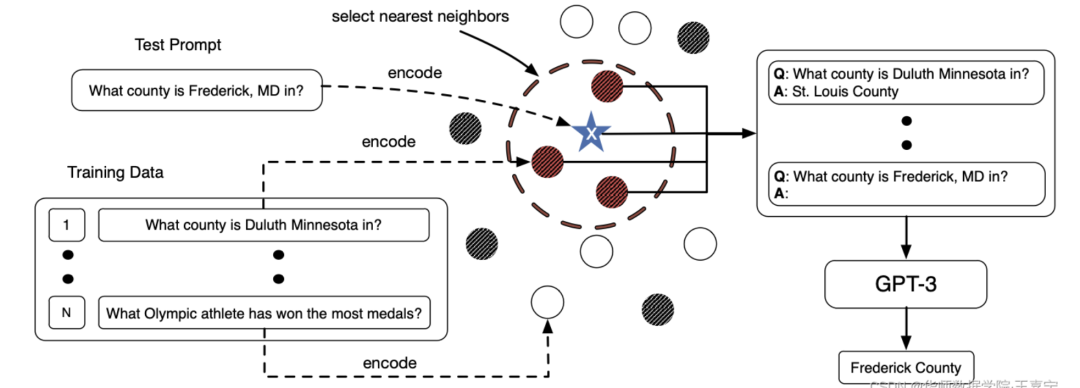 select nearest neighbors
Test Prompt
encode
What county is Frederick, MD in?
X
Q: What county is Duluth Minnesota in?
A: St. Louis County
encode
Training Data
Q: What county is Frederick, MD in?
A:
1
What county is Duluth Minnesota in?
GPT-3
N
What Olympic athlete has won the most medals?
encode
Frederick County